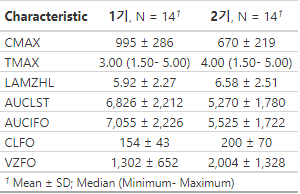 Characteristic 1기, N = 14¹ 2기, N = 14¹
CMAX 995 ± 286 670 ± 219
TMAX 3.00 (1.50- 5.00) 4.00 (1.50- 5.00)
LAMZHL 5.92 ± 2.27 6.58 ± 2.51
AUCLST 6,826 ± 2,212 5,270 ± 1,780
AUCIFO 7,055 ± 2,226 5,525 ± 1,722
CLFO 154 ± 43 200 ± 70
VZFO 1,302 ± 652 2,004 ± 1,328
¹ Mean ± SD; Median (Minimum- Maximum)